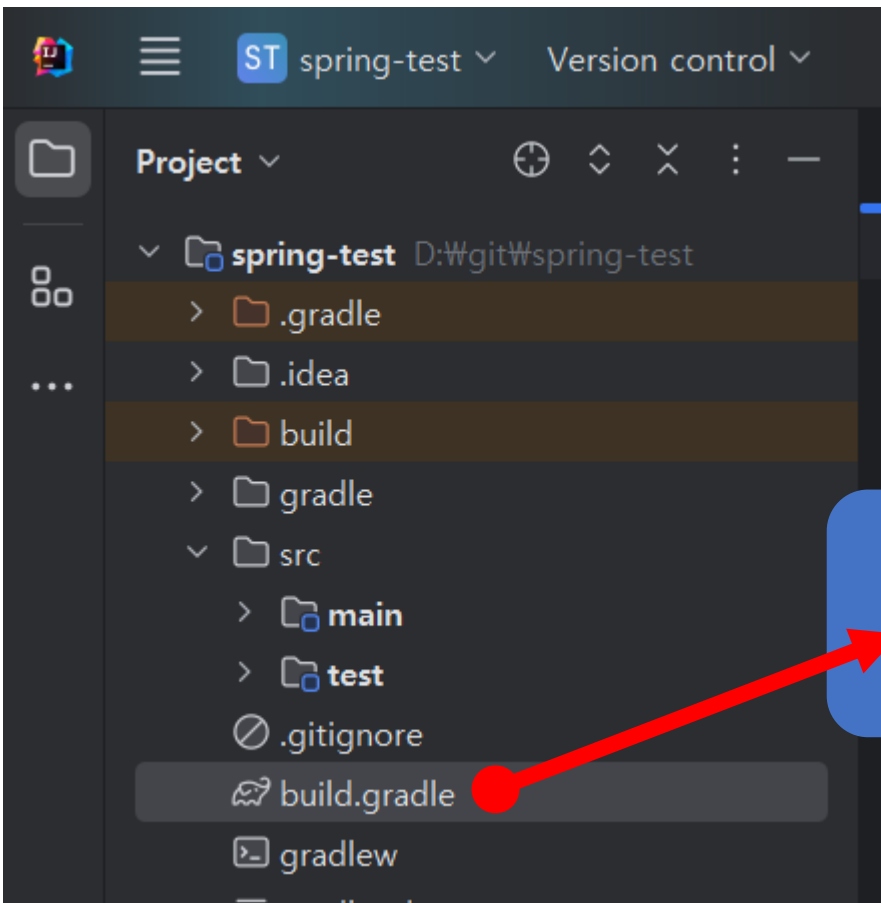 ST spring-test Version control
Project
spring-test D:₩git₩spring-test
.gradle
.idea
build
gradle
src
main
test
.gitignore
build.gradle
gradlew